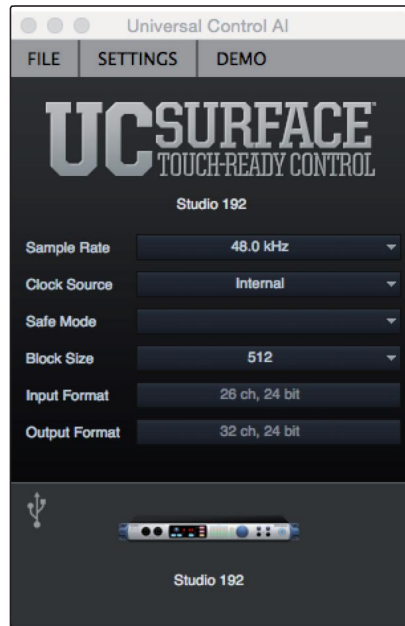 Universal Control AI
FILE SETTINGS DEMO
UC SURFACE
TOUCH-READY CONTROL
Studio 192
Sample Rate 48.0 kHz
Clock Source Internal
Safe Mode
Block Size 512
Input Format 26 ch, 24 bit
Output Format 32 ch, 24 bit
Studio 192